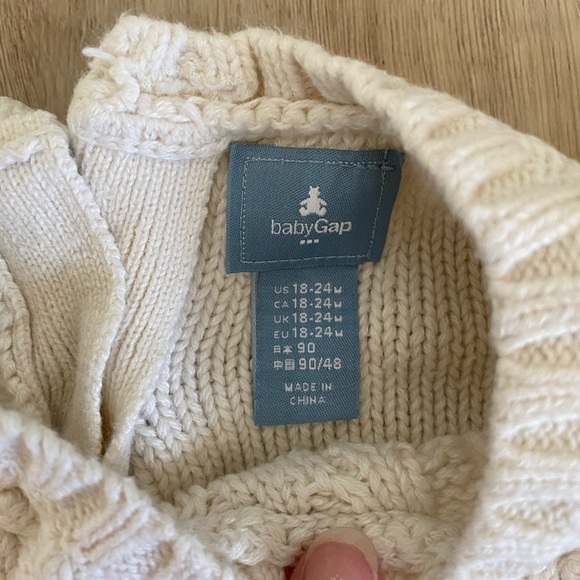 babyGap
US 18-24M
CA 18-24M
UK 18-24M
EU 18-24M
日本 90
中国 90/48
MADE IN
CHINA